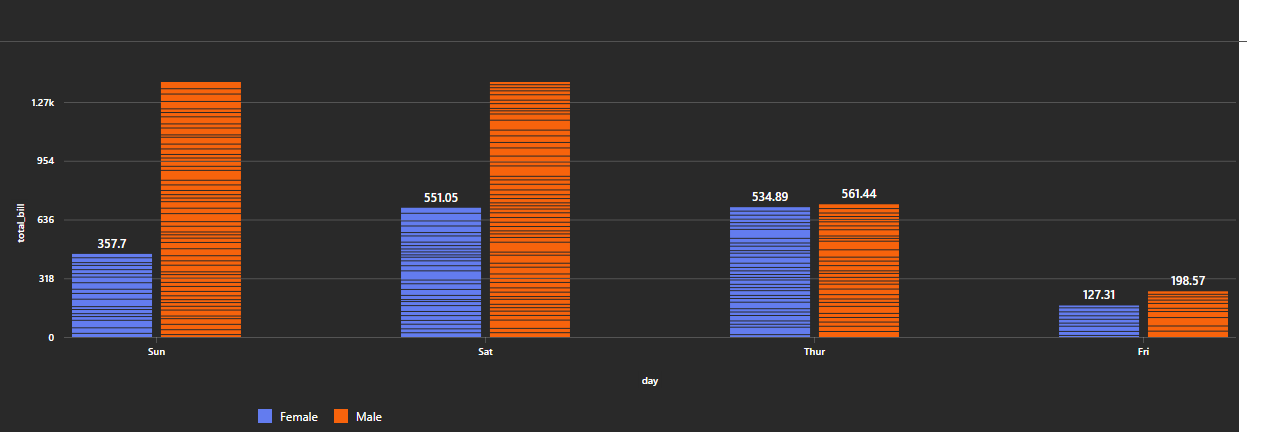 1.27k
954
636
318
0
total_bill
357.7
551.05
534.89
561.44
127.31
198.57
Sun
Sat
Thur
Fri
day
Female
Male